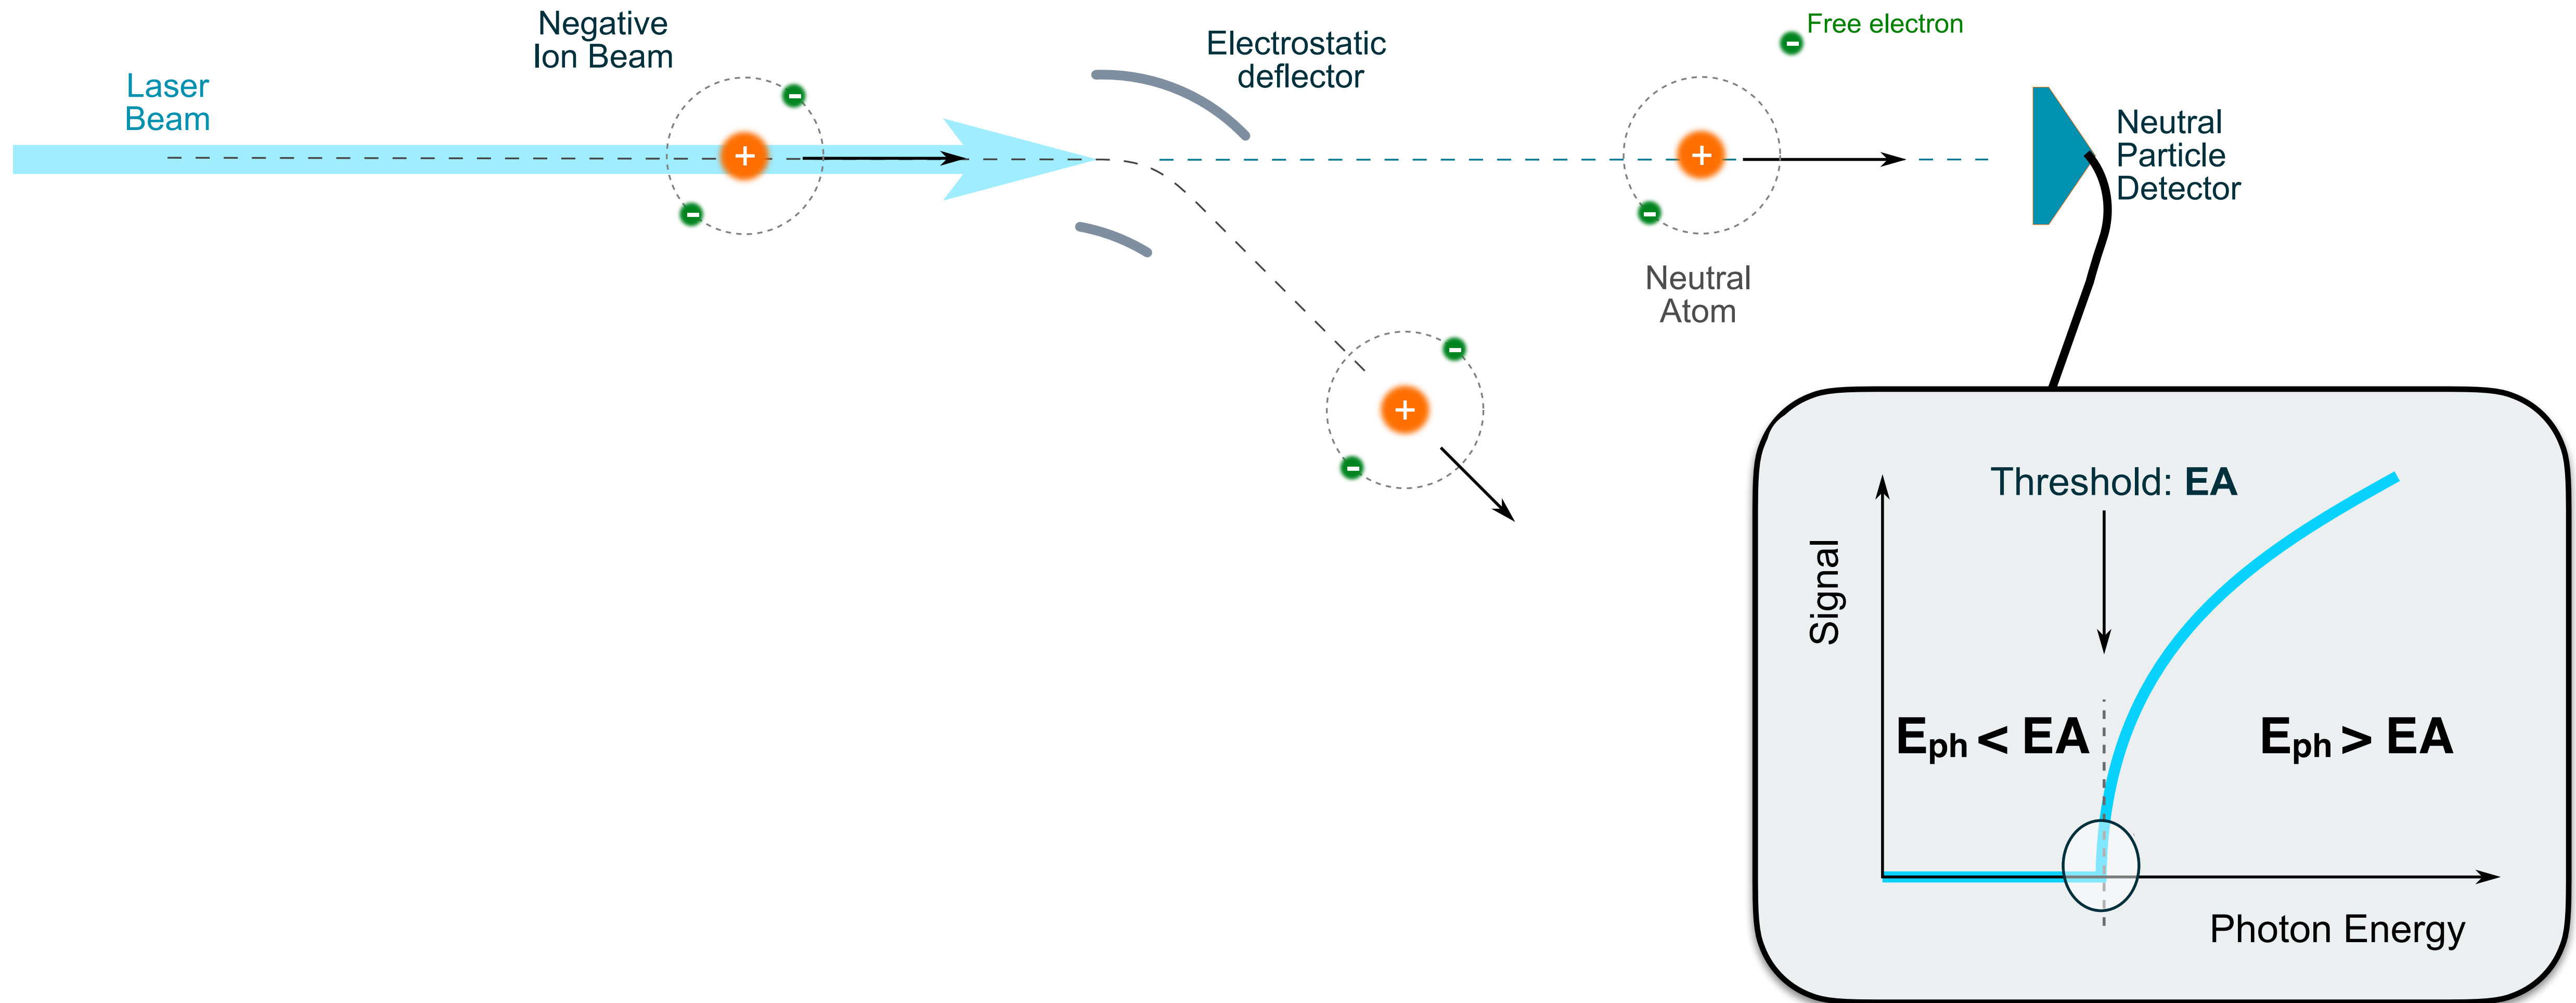 Laser
Beam
Negative
Ion Beam
Electrostatic
deflector
Free electron
Neutral
Atom
Neutral
Particle
Detector
Threshold: EA
Signal
Eph < EA
Eph > EA
Photon Energy